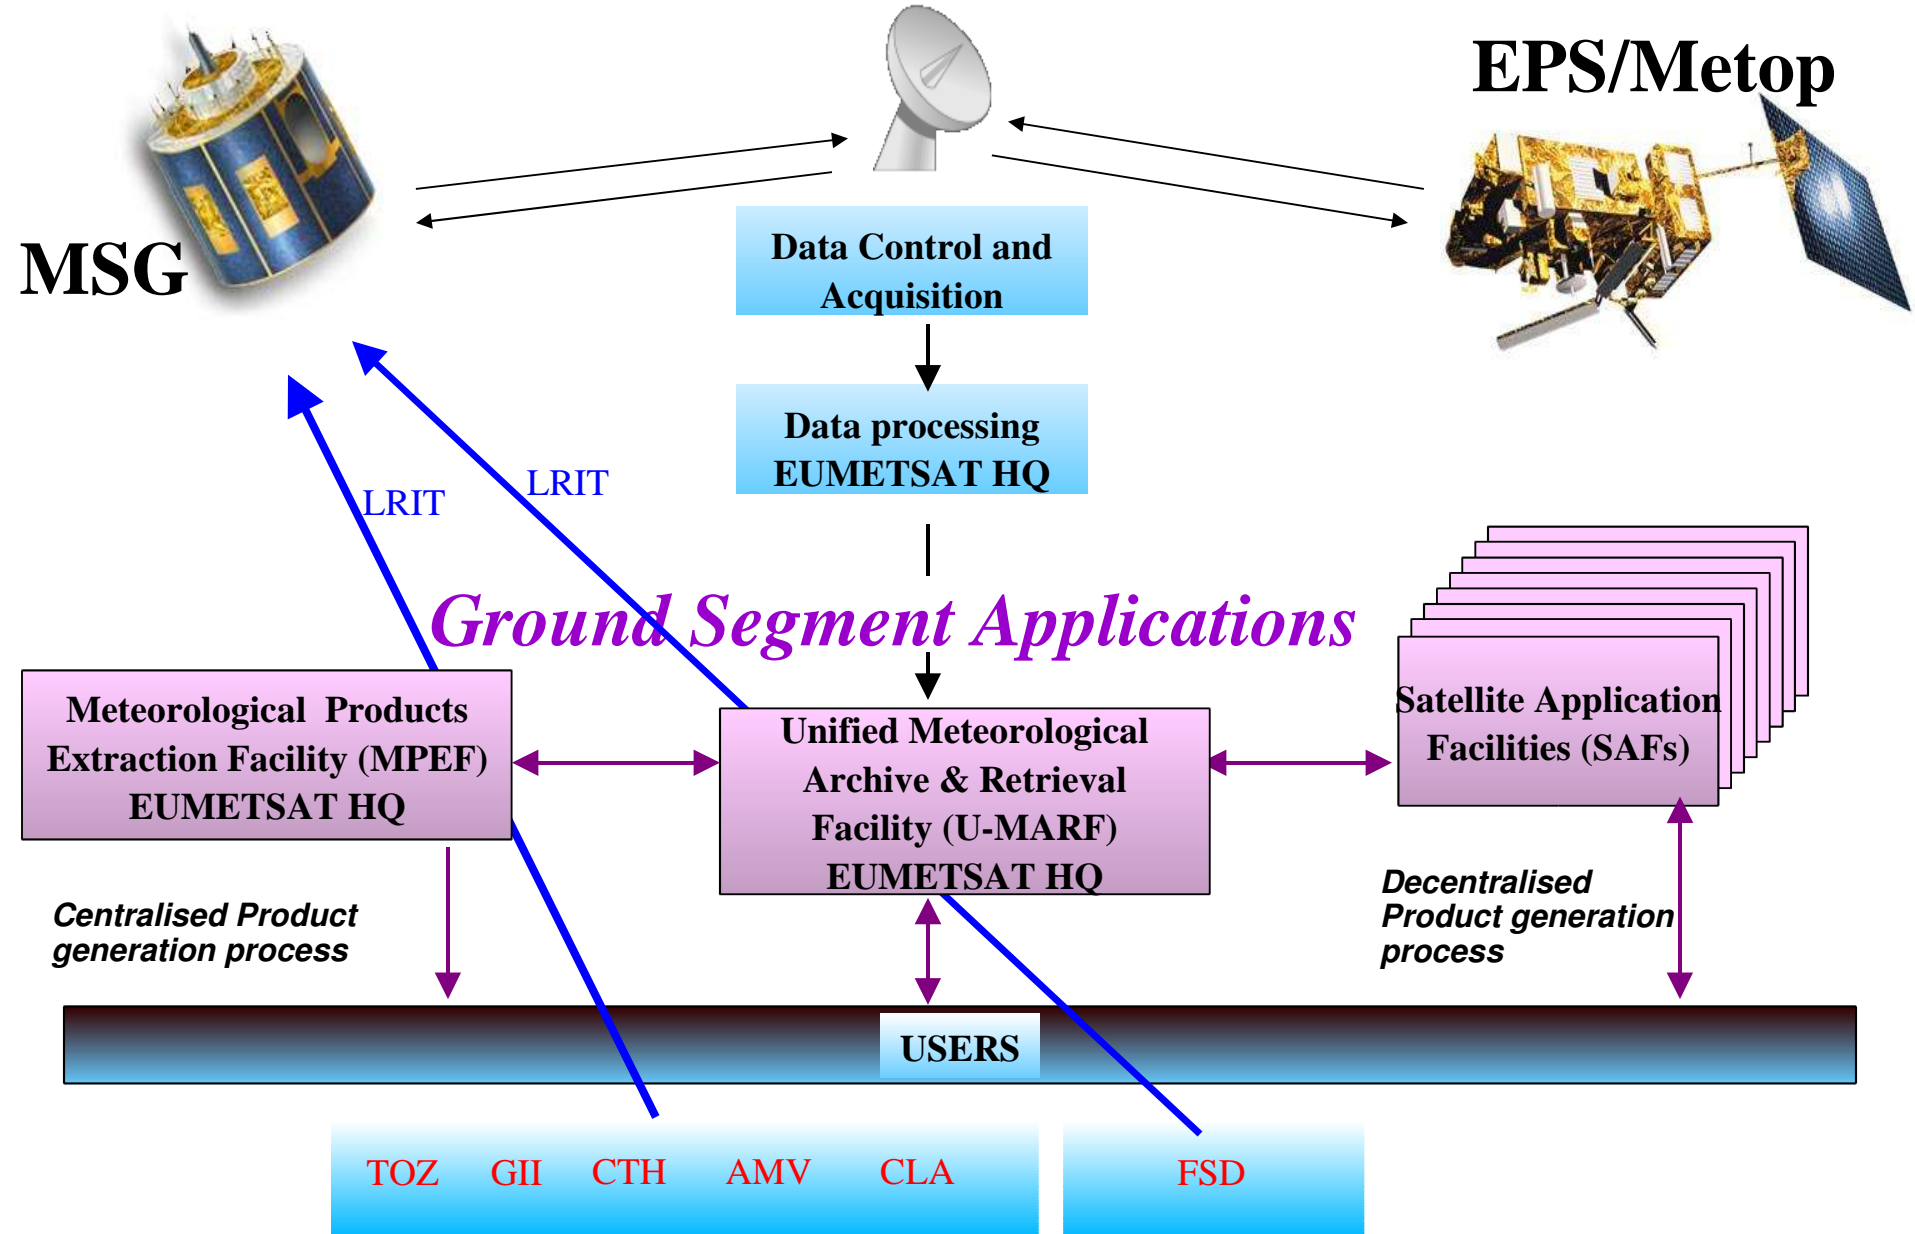 EPS/Metop
MSG
Data Control and
Acquisition
Data processing
EUMETSAT HQ
LRIT
LRIT
Ground Segment Applications
Meteorological Products
Extraction Facility (MPEF)
EUMETSAT HQ
Unified Meteorological
Archive & Retrieval
Facility (U-MARF)
EUMETSAT HQ
Satellite Application
Facilities (SAFs)
Centralised Product
generation process
Decentralised
Product generation
process
USERS
TOZ GII CTH AMV CLA
FSD